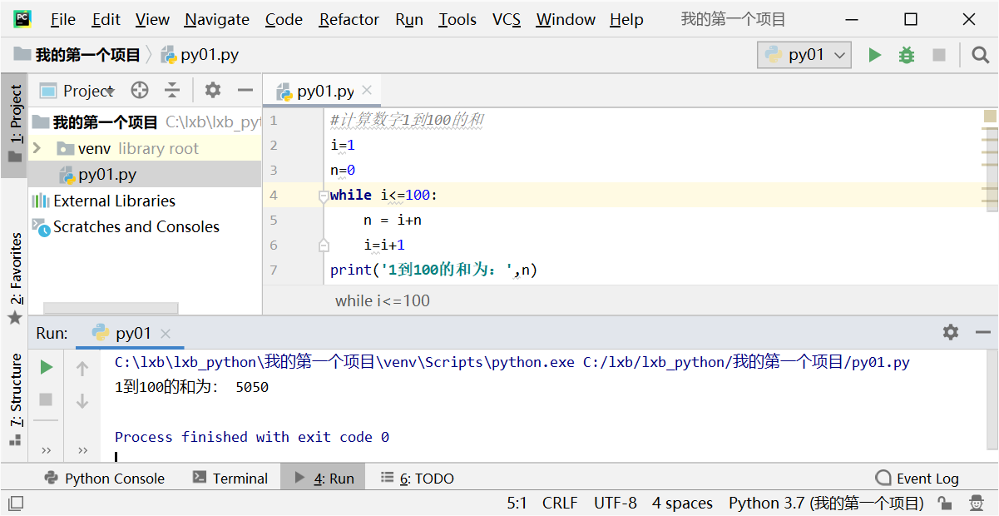 PC File Edit View Navigate Code Refactor Run Tools VCS Window Help 我的第一个项目
我的第一个项目 py01.py py01
1: Project
Project
py01.py
我的第一个项目 C:\lxb\lxb_pyt
venv library root
py01.py
External Libraries
Scratches and Consoles
1 #计算数字1到100的和
2 i=1
3 n=0
4 while i<=100:
5 n = i+n
6 i=i+1
7 print('1到100的和为：',n)
while i<=100
2: Favorites
7: Structure
Run: py01
C:\lxb\lxb_python\我的第一个项目\venv\Scripts\python.exe C:/lxb/lxb_python/我的第一个项目/py01.py
1到100的和为： 5050
Process finished with exit code 0
Python Console Terminal 4: Run 6: TODO Event Log
5:1 CRLF UTF-8 4 spaces Python 3.7 (我的第一个项目)